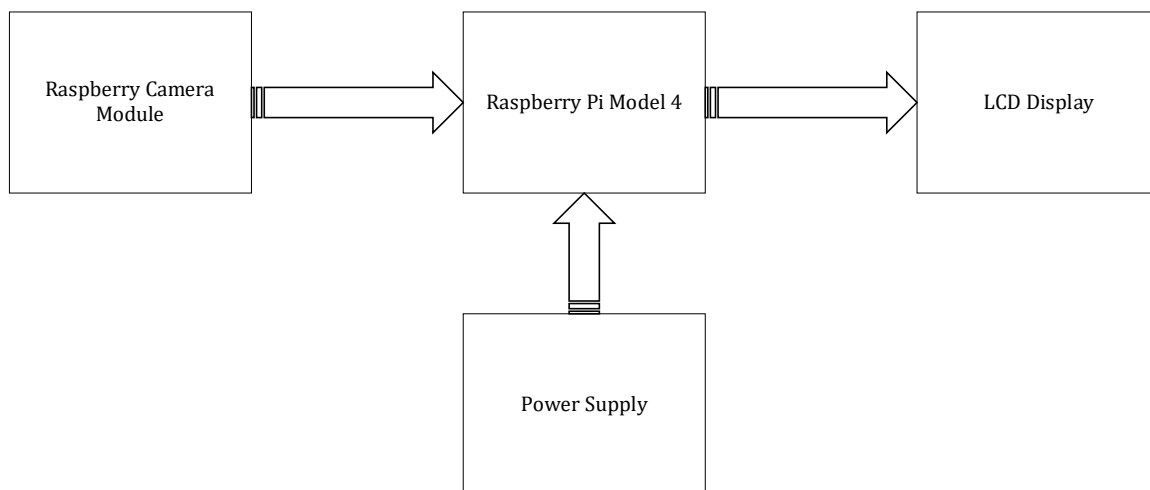 Raspberry Camera
Module
Raspberry Pi Model 4
LCD Display
Power Supply